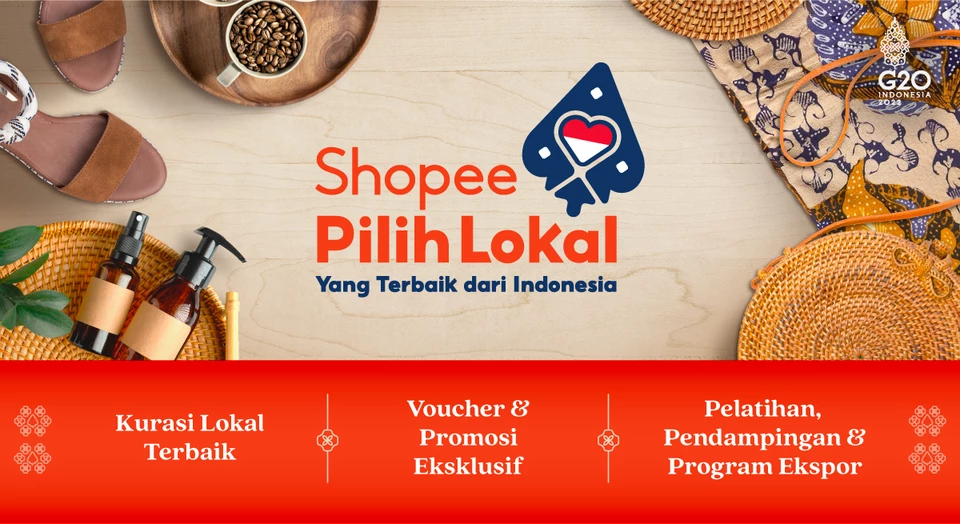 G20
INDONESIA
2022
Shopee
Pilih Lokal
Yang Terbaik dari Indonesia
Kurasi Lokal
Terbaik
Voucher &
Promosi
Eksklusif
Pelatihan,
Pendampingan &
Program Ekspor